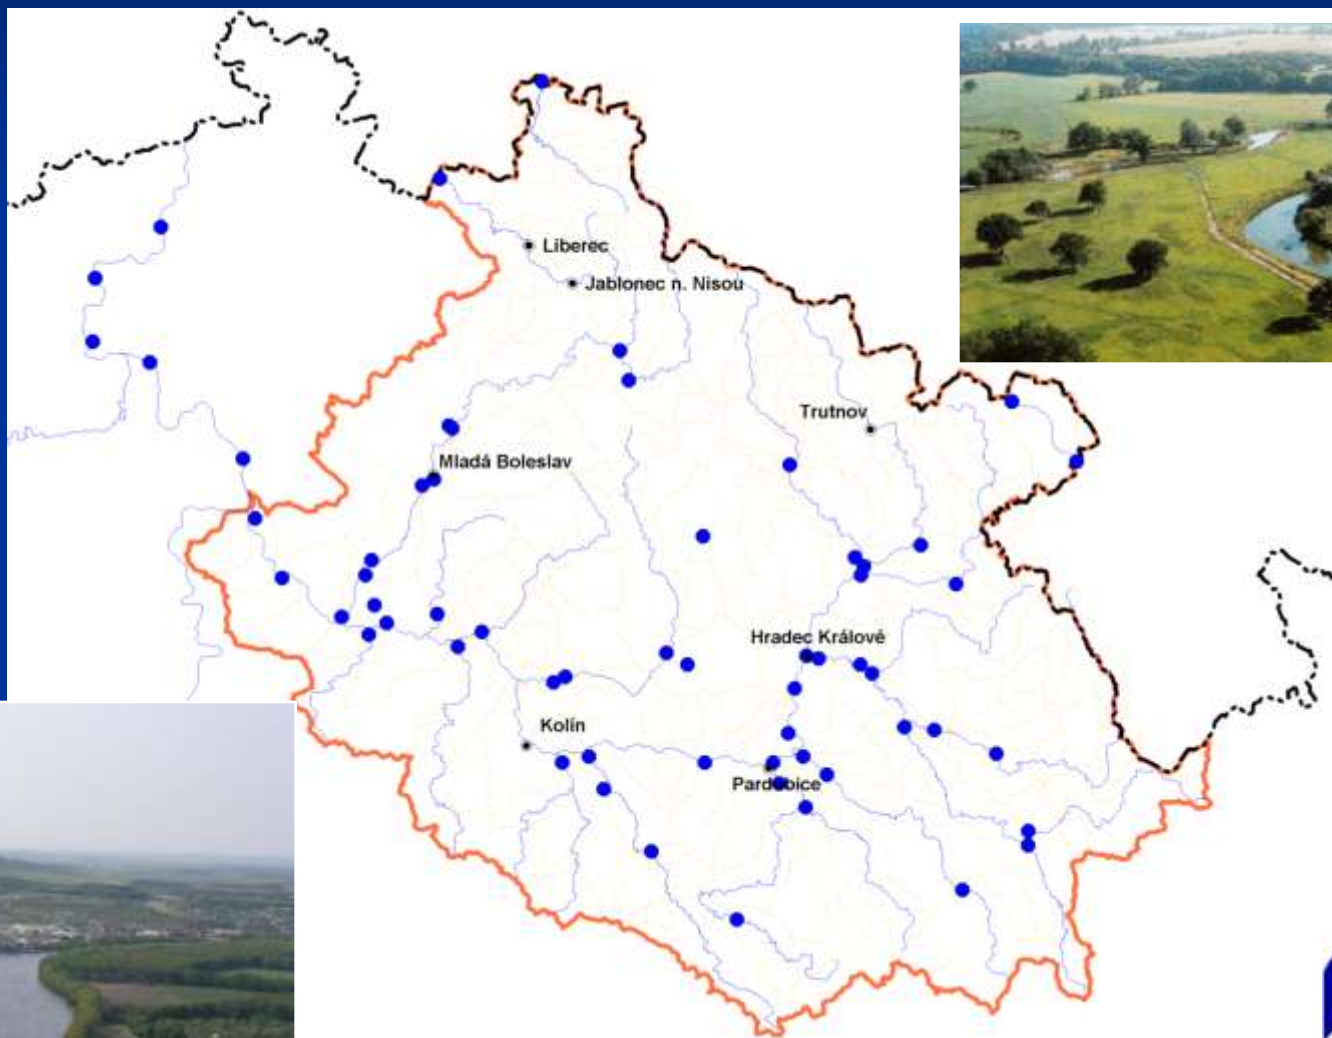 Liberec
Jablonec n. Nisou
Trutnov
Mladá Boleslav
Hradec Králové
Kolín
Pardubice